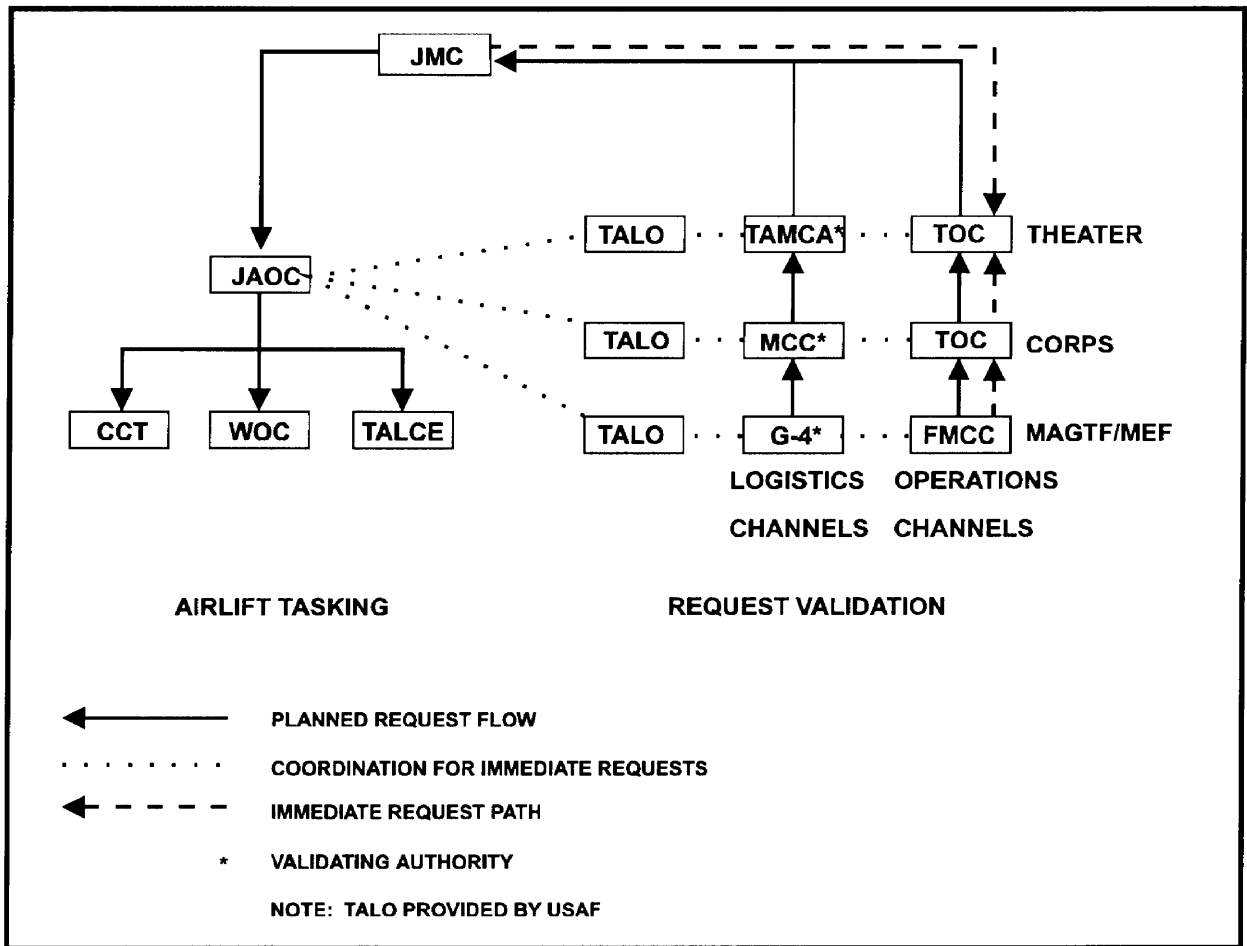 JMC
TALO TAMCA* TOC THEATER
JAOC
TALO MCC* TOC CORPS
CCT WOC TALCE TALO G-4* FMCC MAGTF/MEF
LOGISTICS OPERATIONS
CHANNELS CHANNELS
AIRLIFT TASKING REQUEST VALIDATION
PLANNED REQUEST FLOW
COORDINATION FOR IMMEDIATE REQUESTS
IMMEDIATE REQUEST PATH
* VALIDATING AUTHORITY
NOTE: TALO PROVIDED BY USAF